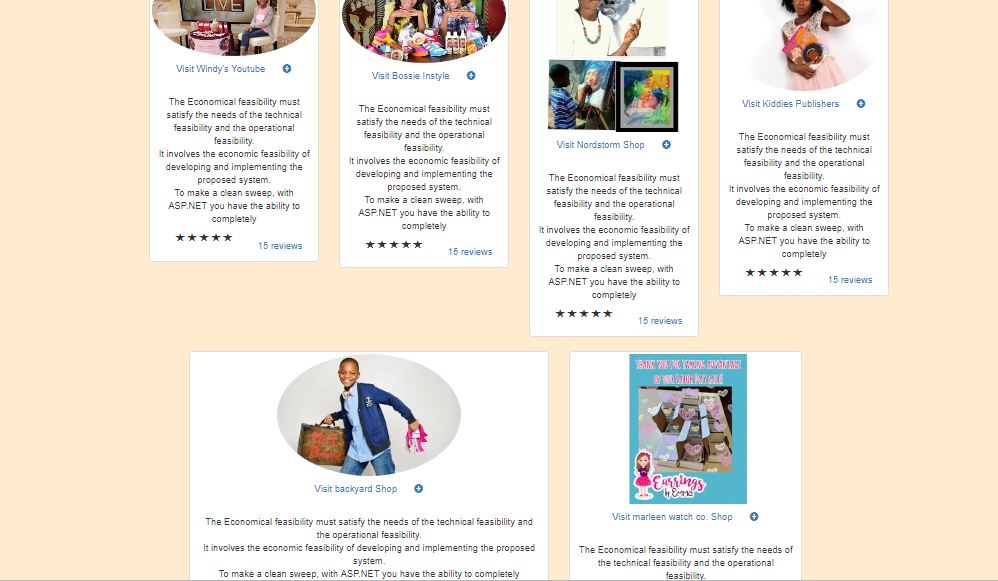 LIVE
Visit Windy's Youtube
The Economical feasibility must
satisfy the needs of the technical
feasibility and the operational
feasibility.
It involves the economic feasibility of
developing and implementing the
proposed system.
To make a clean sweep, with
ASP.NET you have the ability to
completely
★★★★★
15 reviews
Visit Bossie Instyle
The Economical feasibility must
satisfy the needs of the technical
feasibility and the operational
feasibility.
It involves the economic feasibility of
developing and implementing the
proposed system.
To make a clean sweep, with
ASP.NET you have the ability to
completely
★★★★★
15 reviews
Visit Nordstorm Shop
The Economical feasibility must
satisfy the needs of the technical
feasibility and the operational
feasibility.
It involves the economic feasibility of
developing and implementing the
proposed system.
To make a clean sweep, with
ASP.NET you have the ability to
completely
★★★★★
15 reviews
Visit Kiddies Publishers
The Economical feasibility must
satisfy the needs of the technical
feasibility and the operational
feasibility.
It involves the economic feasibility of
developing and implementing the
proposed system.
To make a clean sweep, with
ASP.NET you have the ability to
completely
★★★★★
15 reviews
Visit backyard Shop
The Economical feasibility must satisfy the needs of the technical feasibility and
the operational feasibility.
It involves the economic feasibility of developing and implementing the proposed
system.
To make a clean sweep, with ASP.NET you have the ability to completely
Thank you for taking advantage
of our Labor Day Sale!
Earrings
by Emma
Visit marleen watch co. Shop
The Economical feasibility must satisfy the needs of
the technical feasibility and the operational
feasibility.